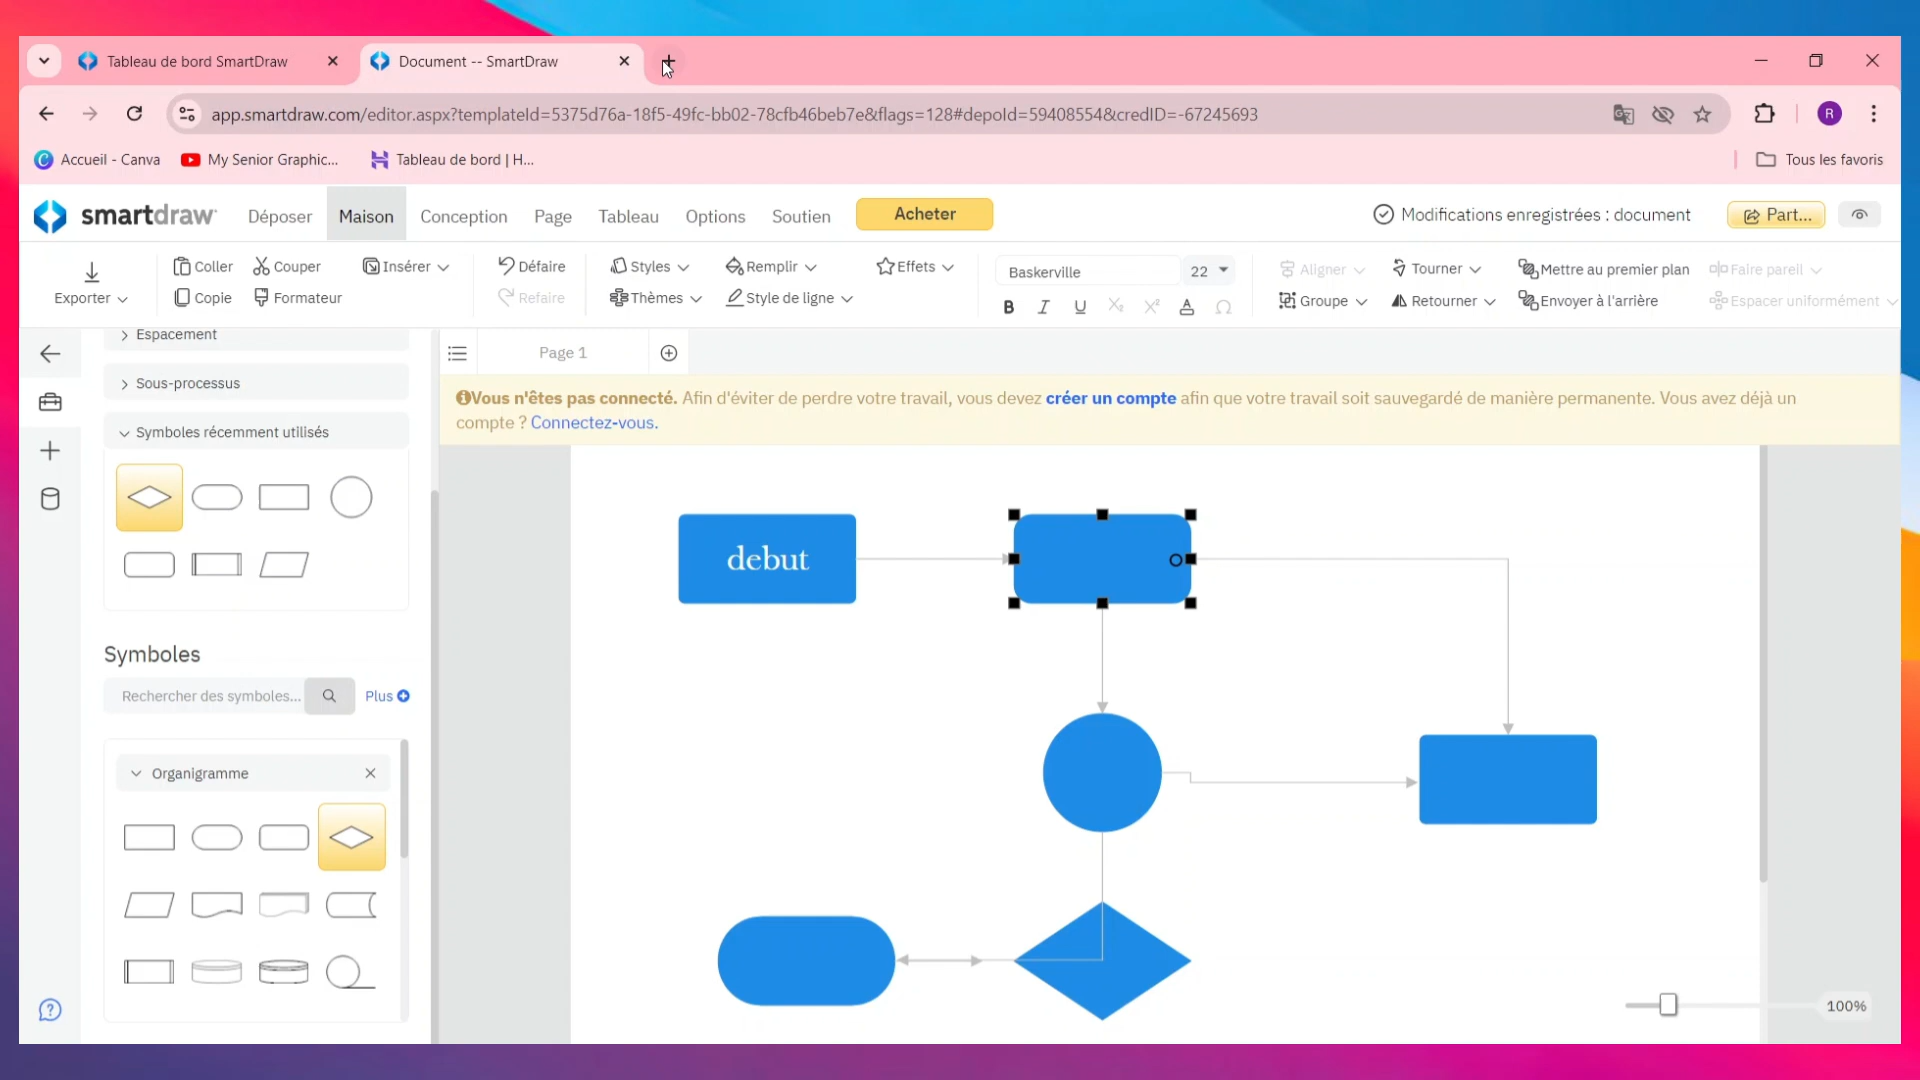 Tableau de bord SmartDraw
Document -- SmartDraw
app.smartdraw.com/editor.aspx?templateId=5375d76a-18f5-49fc-bb02-78cfb46beb7e&flags=128#depoId=59408554&credID=-67245693
R
Accueil - Canva
My Senior Graphic...
Tableau de bord | H...
Tous les favoris
smartdraw
Déposer
Maison
Conception
Page
Tableau
Options
Soutien
Acheter
Modifications enregistrées : document
Part...
Exporter
Coller
Couper
Insérer
Copie
Formateur
Défaire
Refaire
Styles
Remplir
Effets
Thèmes
Style de ligne
Baskerville
22
B I U X₂ X² A Ω
Aligner
Tourner
Mettre au premier plan
Faire pareil
Groupe
Retourner
Envoyer à l'arrière
Espacer uniformément
Espacement
Sous-processus
Symboles récemment utilisés
Symboles
Rechercher des symboles...
Plus
Organigramme
Page 1
Vous n'êtes pas connecté. Afin d'éviter de perdre votre travail, vous devez créer un compte afin que votre travail soit sauvegardé de manière permanente. Vous avez déjà un
compte ? Connectez-vous.
debut
100%